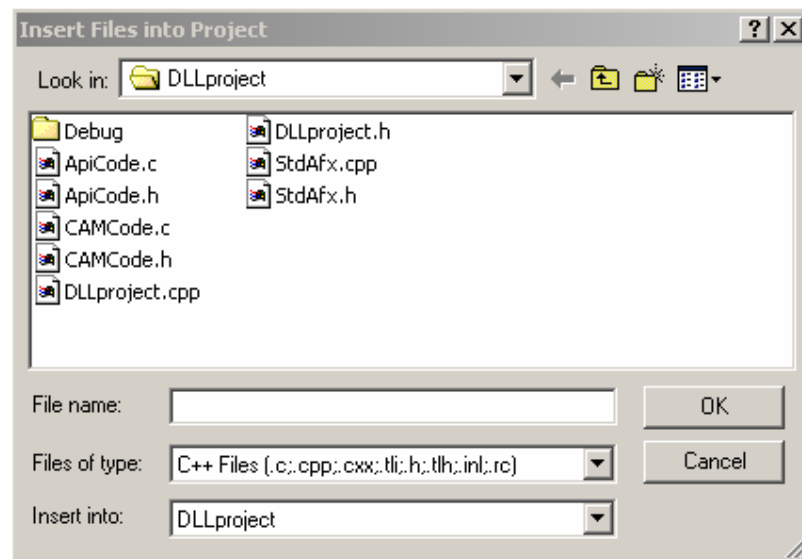 Insert Files into Project
Look in: DLLproject
Debug
ApiCode.c
ApiCode.h
CAMCode.c
CAMCode.h
DLLproject.cpp
DLLproject.h
StdAfx.cpp
StdAfx.h
File name:
OK
Files of type: C++ Files (.c;.cpp;.cxx;.tli;.h;.tlh;.inl;.rc)
Cancel
Insert into: DLLproject